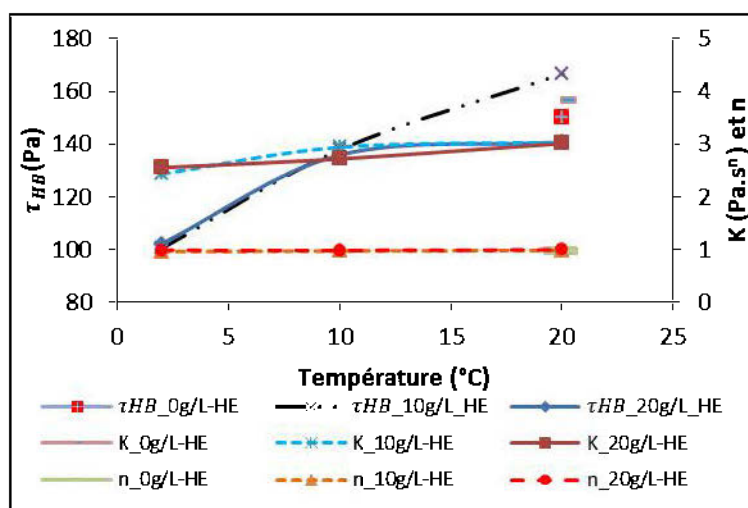 180
160
140
120
100
80
τHB(Pa)
5
4
3
2
1
0
K (Pa.sⁿ) et n
0 5 10 15 20 25
Température (°C)
τHB_0g/L-HE τHB_10g/L_HE τHB_20g/L_HE
K_0g/L-HE K_10g/L-HE K_20g/L-HE
n_0g/L-HE n_10g/L-HE n_20g/L-HE